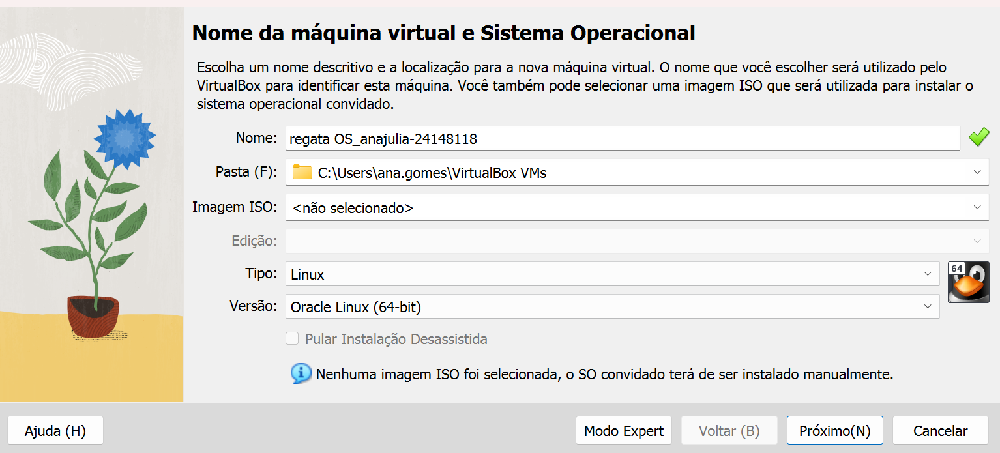 Nome da máquina virtual e Sistema Operacional
Escolha um nome descritivo e a localização para a nova máquina virtual. O nome que você escolher será utilizado pelo
VirtualBox para identificar esta máquina. Você também pode selecionar uma imagem ISO que será utilizada para instalar o
sistema operacional convidado.
Nome: regata OS_anajulia-24148118
Pasta (F): C:\Users\ana.gomes\VirtualBox VMs
Imagem ISO: <não selecionado>
Edição:
Tipo: Linux
64
Versão: Oracle Linux (64-bit)
Pular Instalação Desassistida
Nenhuma imagem ISO foi selecionada, o SO convidado terá de ser instalado manualmente.
Ajuda (H) Modo Expert Voltar (B) Próximo(N) Cancelar